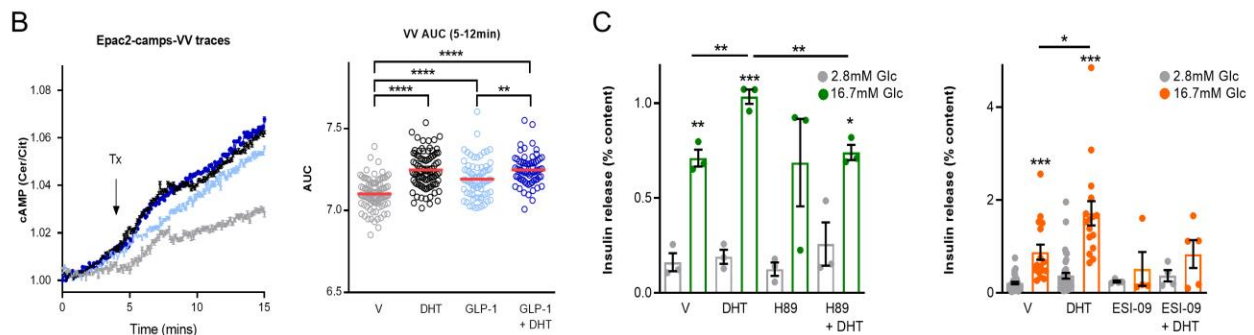 B
Epac2-camps-VV traces
cAMP (Cer/Cit)
1.08
1.06
1.04
1.02
1.00
Tx
0 5 10 15
Time (mins)
VV AUC (5-12min)
****
****
****
**
AUC
7.5
7.0
6.5
V DHT GLP-1 GLP-1
+ DHT
C
Insulin release (% content)
1.0
0.5
0.0
**
**
**
***
*
2.8mM Glc
16.7mM Glc
V DHT H89 H89
+ DHT
Insulin release (% content)
4
2
0
*
***
***
2.8mM Glc
16.7mM Glc
V DHT ESI-09 ESI-09
+ DHT